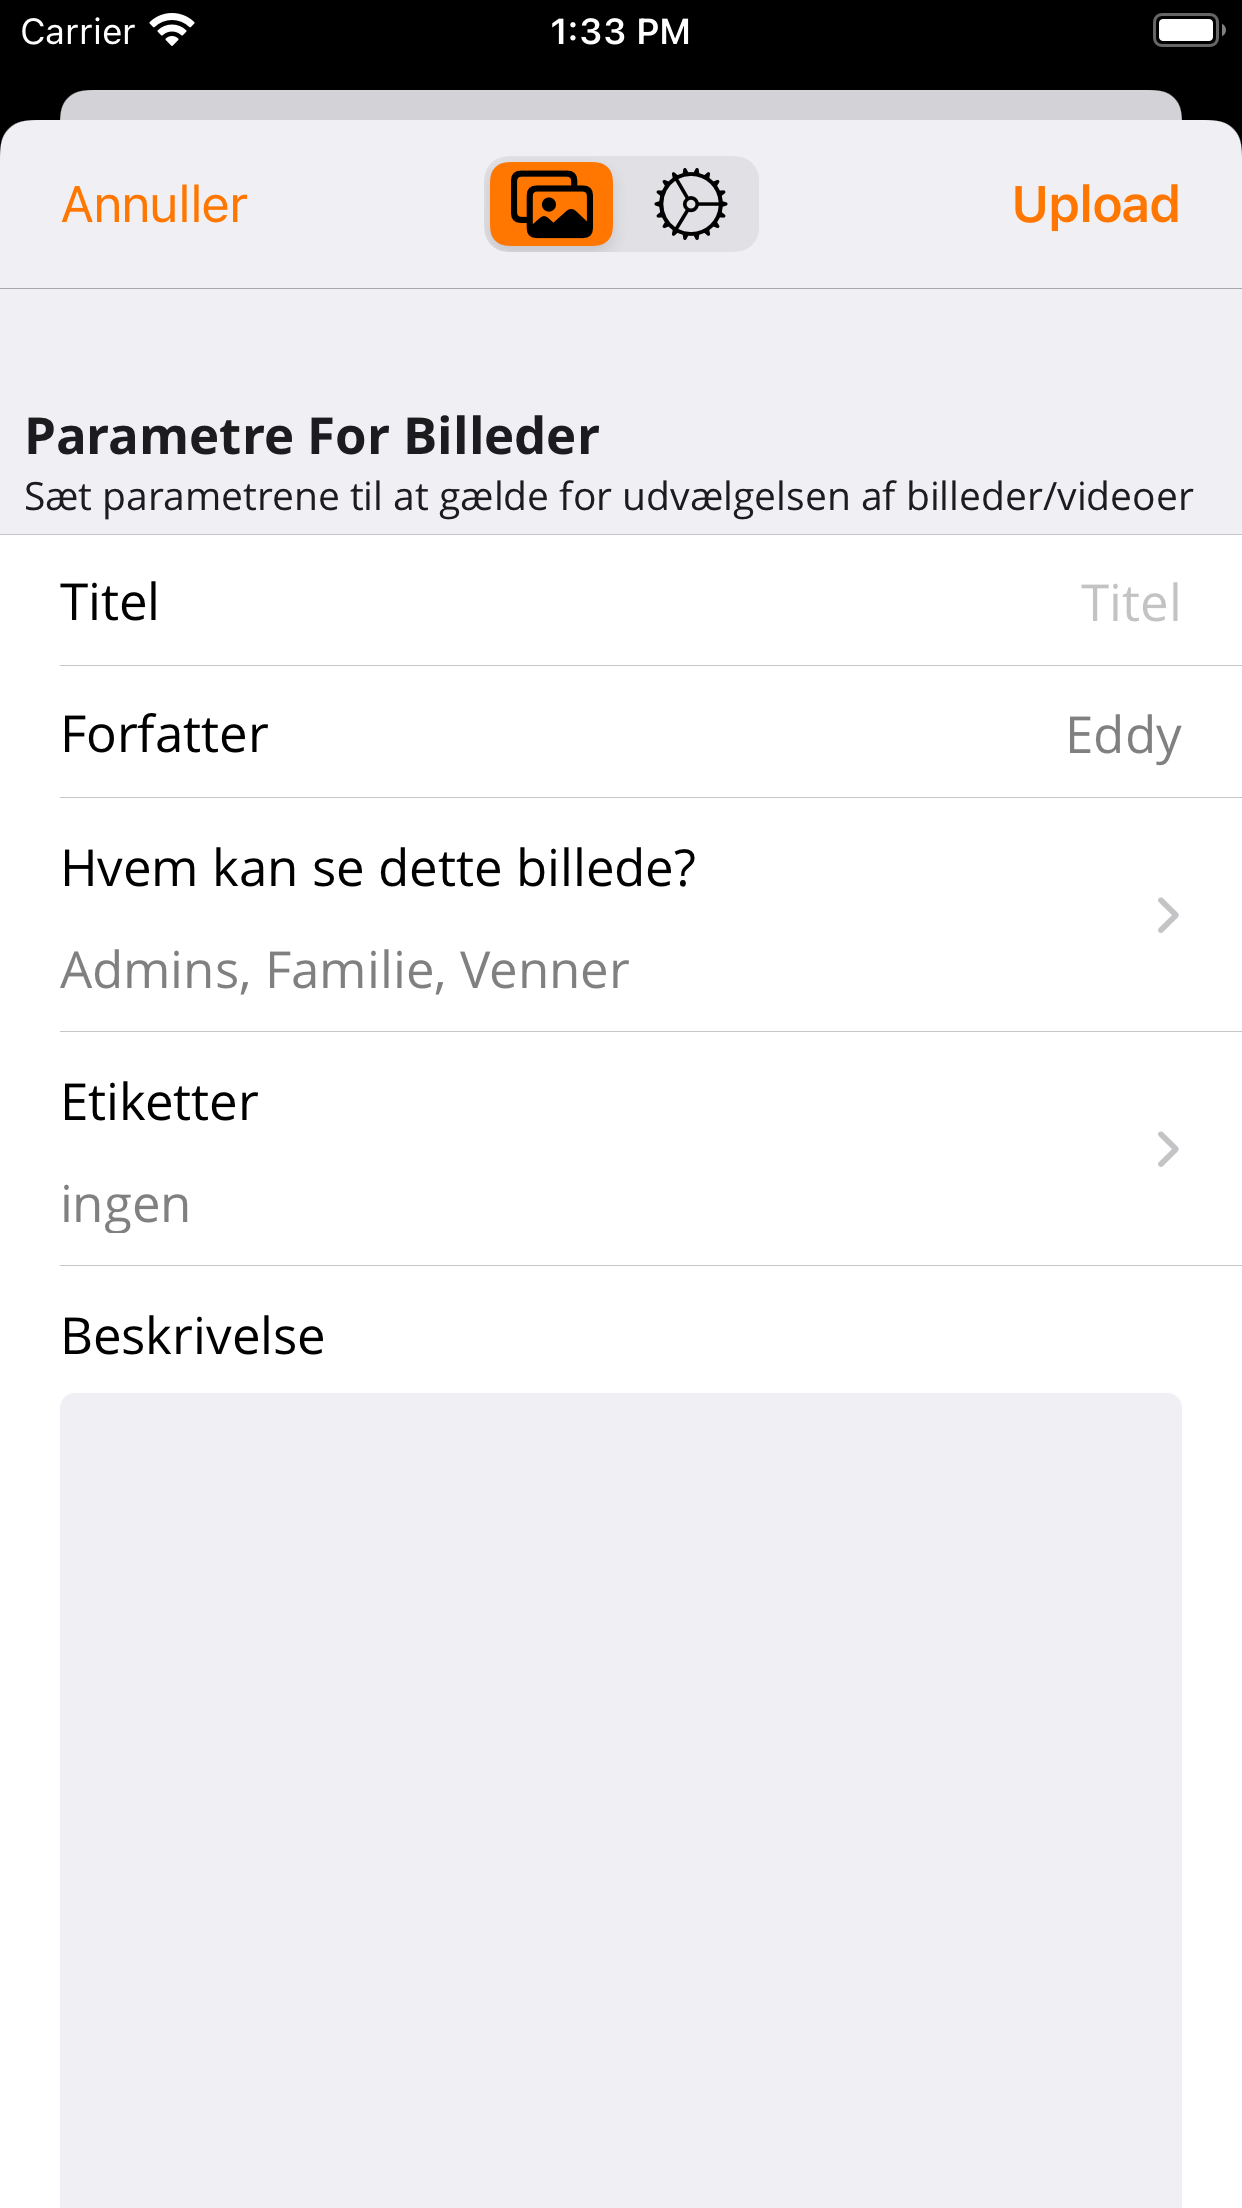 Carrier
1:33 PM
Annuller
Upload
Parametre For Billeder
Sæt parametrene til at gælde for udvælgelsen af billeder/videoer
Titel
Titel
Forfatter
Eddy
Hvem kan se dette billede?
Admins, Familie, Venner
Etiketter
ingen
Beskrivelse